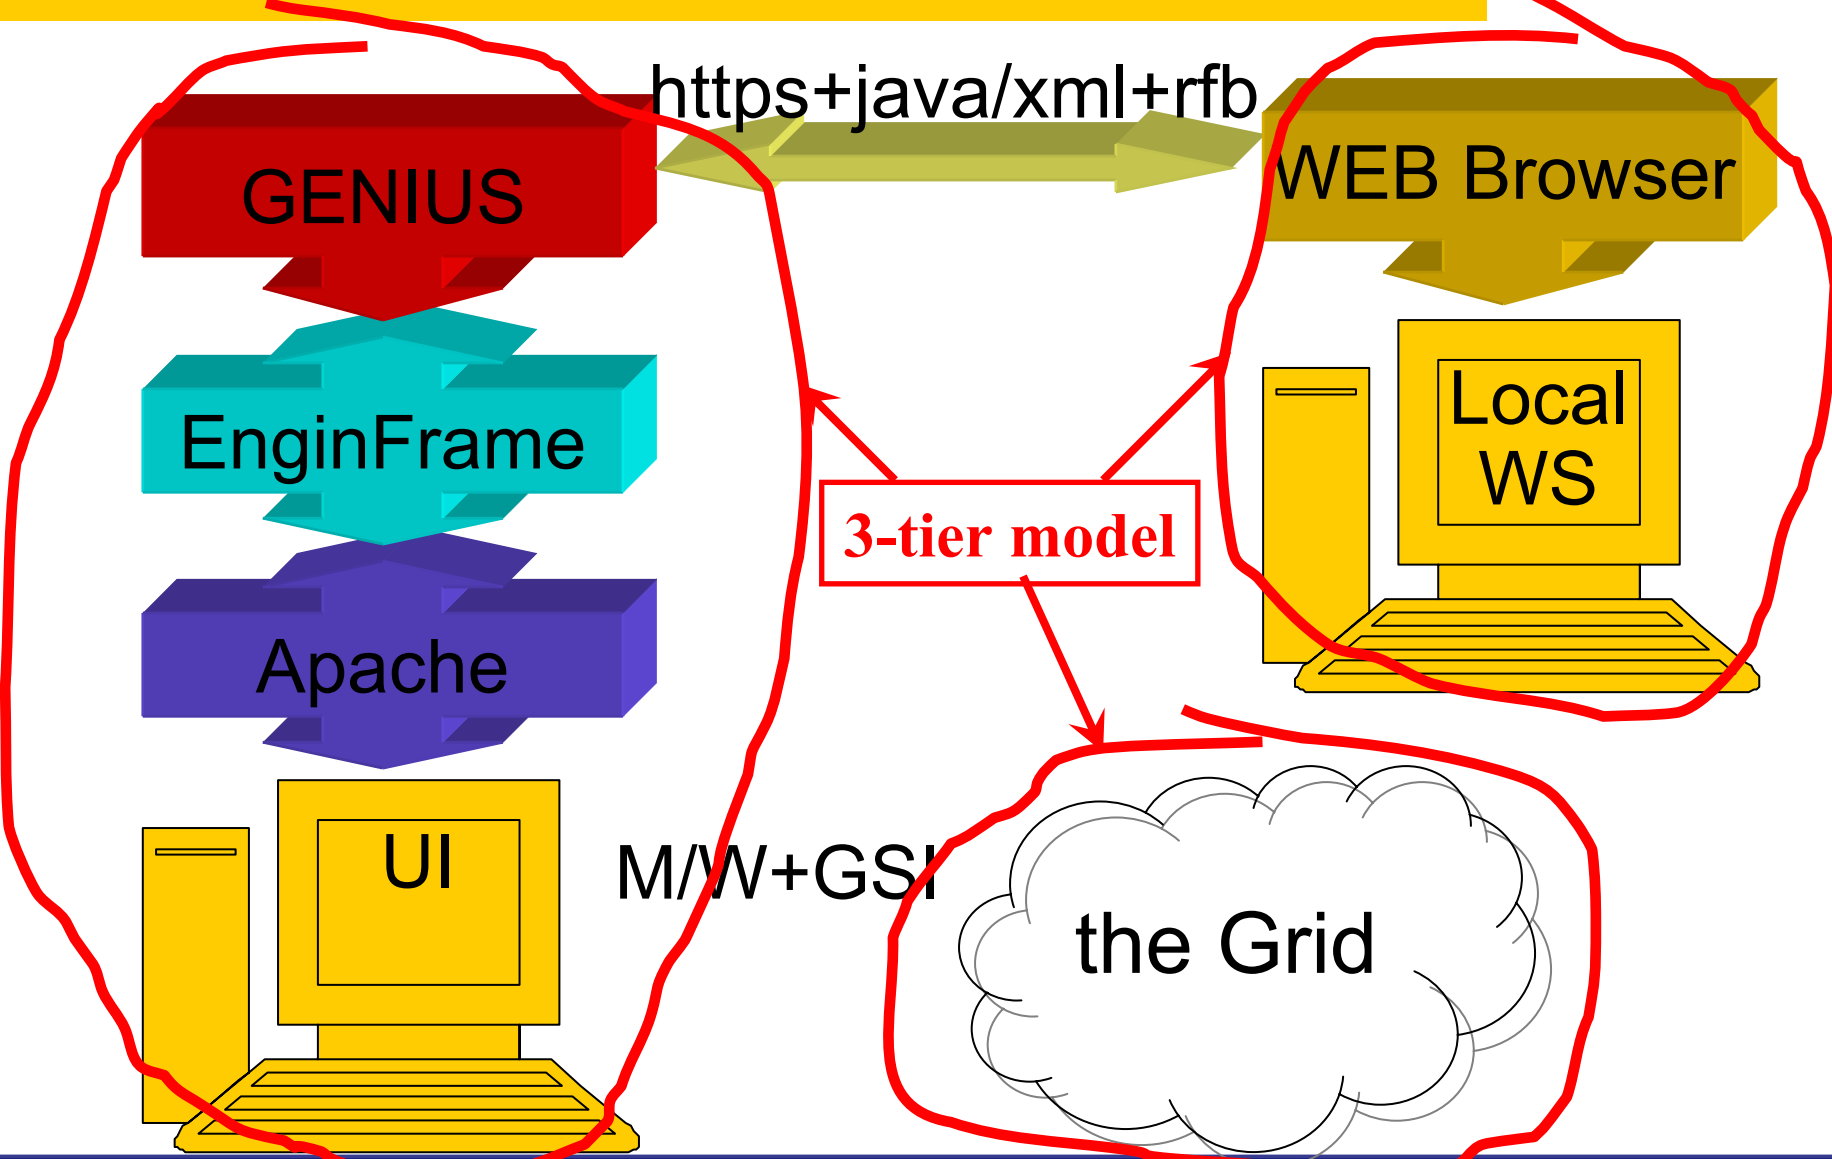 https+java/xml+rfb
GENIUS
WEB Browser
EnginFrame
Local
WS
3-tier model
Apache
UI
M/W+GSI
the Grid